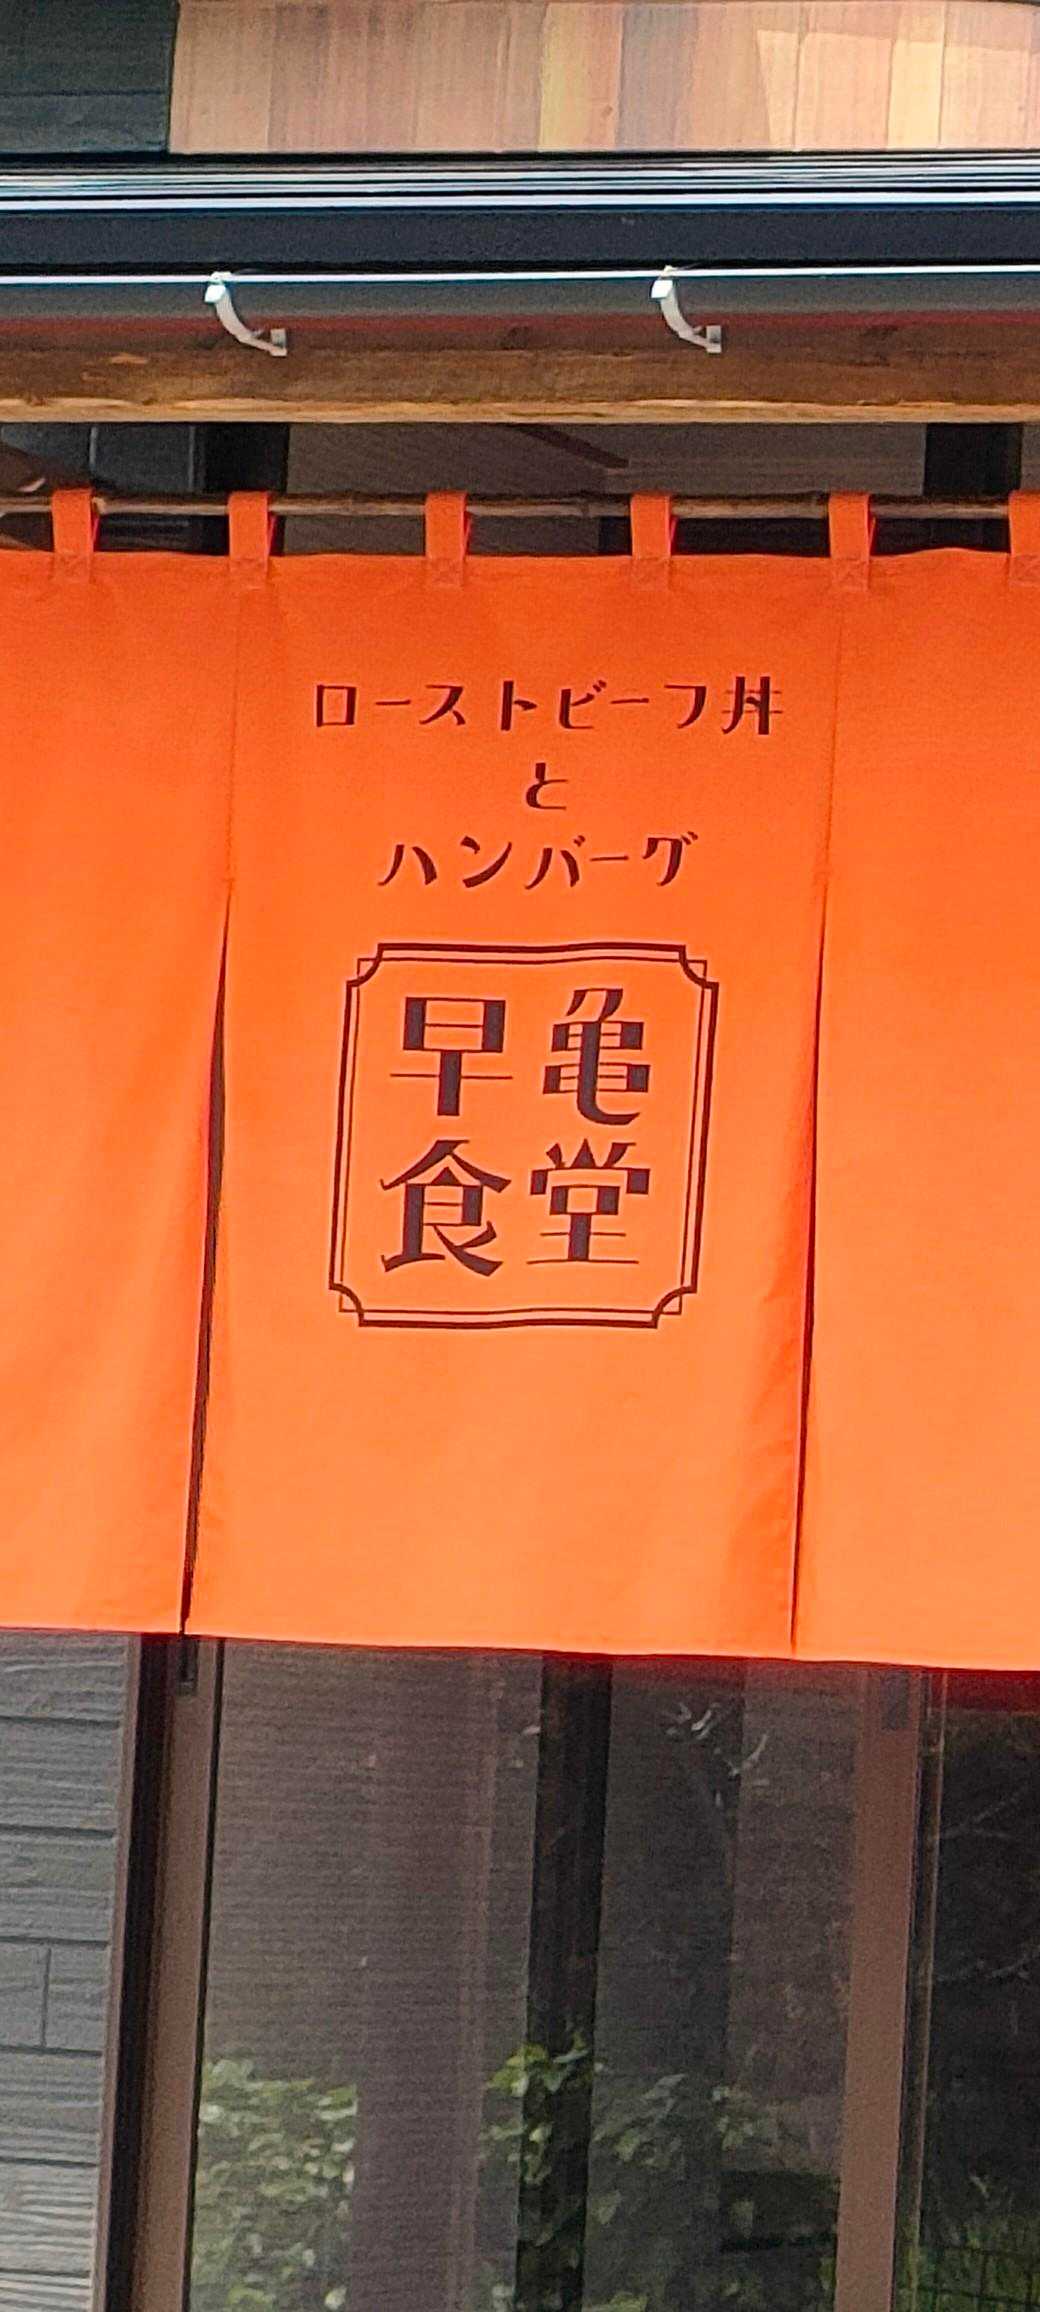 ローストビーフ丼
と
ハンバーグ
早亀
食堂